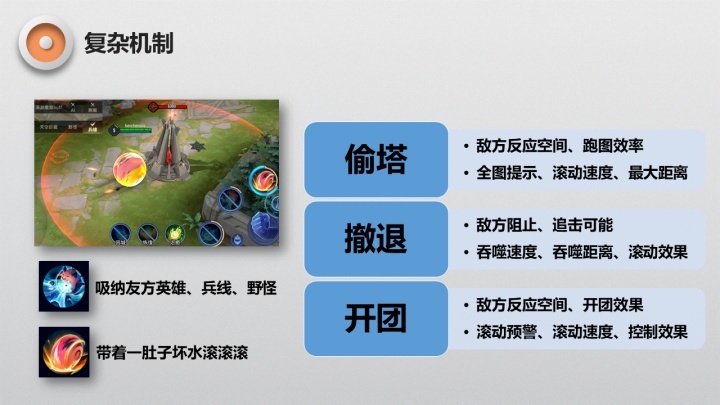 复杂机制
偷塔
• 敌方反应空间、跑图效率
• 全图提示、滚动速度、最大距离
撤退
• 敌方阻止、追击可能
• 吞噬速度、吞噬距离、滚动效果
开团
• 敌方反应空间、开团效果
• 滚动预警、滚动速度、控制效果
吸纳友方英雄、兵线、野怪
带着一肚子坏水滚滚滚